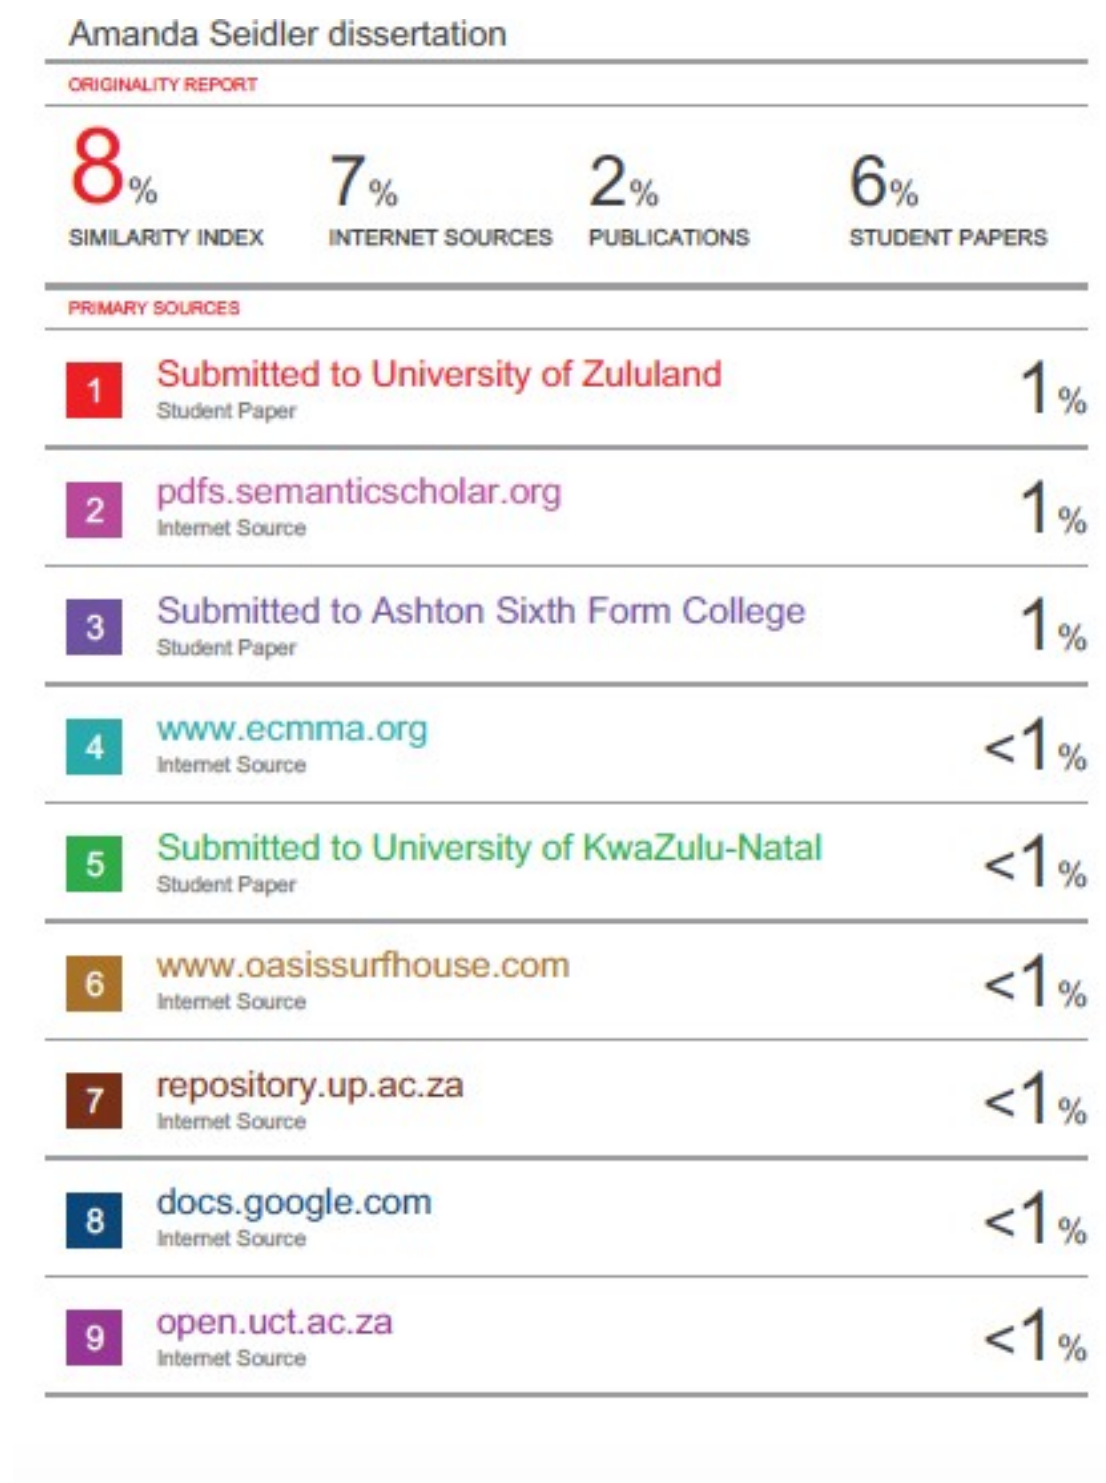 Amanda Seidler dissertation
ORIGINALITY REPORT
8% 7% 2% 6%
SIMILARITY INDEX INTERNET SOURCES PUBLICATIONS STUDENT PAPERS
PRIMARY SOURCES
1 Submitted to University of Zululand 1%
Student Paper
2 pdfs.semanticscholar.org 1%
Internet Source
3 Submitted to Ashton Sixth Form College 1%
Student Paper
4 www.ecmma.org <1%
Internet Source
5 Submitted to University of KwaZulu-Natal <1%
Student Paper
6 www.oasissurfhouse.com <1%
Internet Source
7 repository.up.ac.za <1%
Internet Source
8 docs.google.com <1%
Internet Source
9 open.uct.ac.za <1%
Internet Source